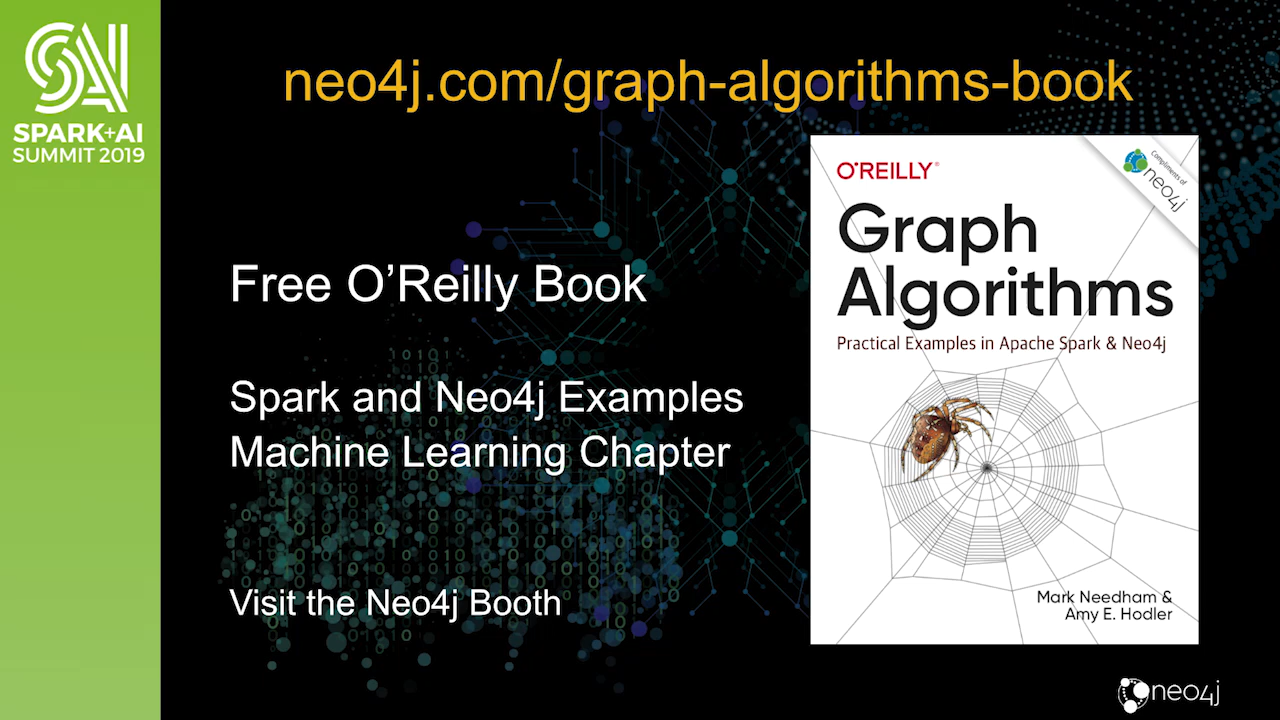 SPARK+AI
SUMMIT 2019
neo4j.com/graph-algorithms-book
Free O’Reilly Book
Spark and Neo4j Examples
Machine Learning Chapter
Visit the Neo4j Booth
O'REILLY®
Compliments of
neo4j
Graph
Algorithms
Practical Examples in Apache Spark & Neo4j
Mark Needham &
Amy E. Hodler
neo4j